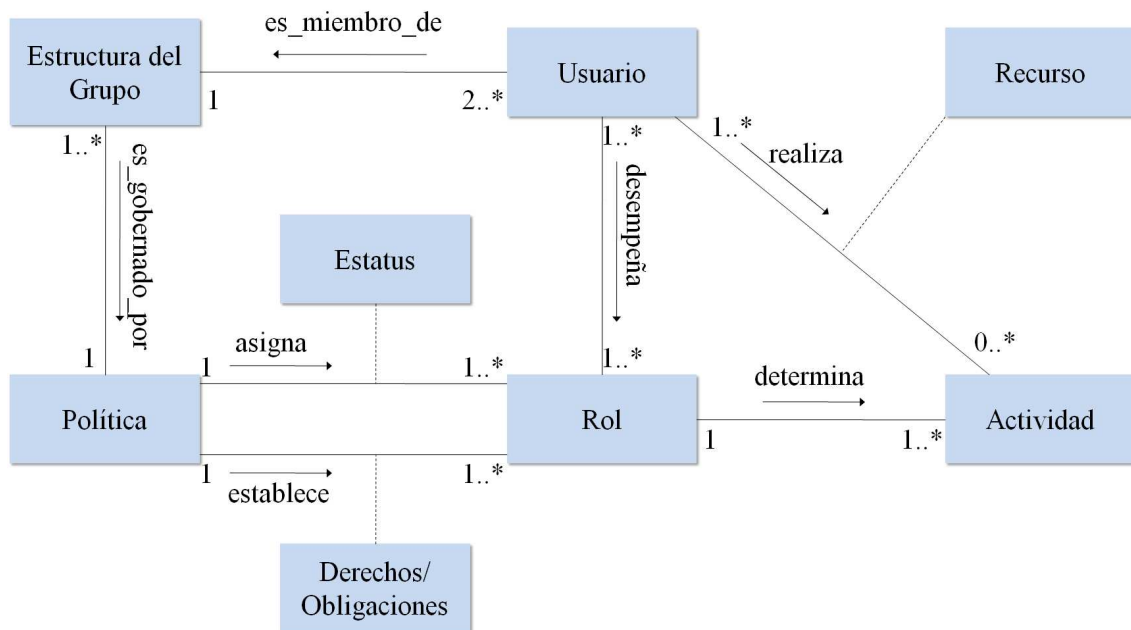 es_miembro_de
Estructura del
Grupo
Usuario
Recurso
1
2..*
1..*
1..*
1..*
es_gobernado_por
desempeña
realiza
Estatus
asigna
0..*
1
1
1..*
1..*
determina
Política
Rol
Actividad
1
1..*
1
1..*
establece
Derechos/
Obligaciones